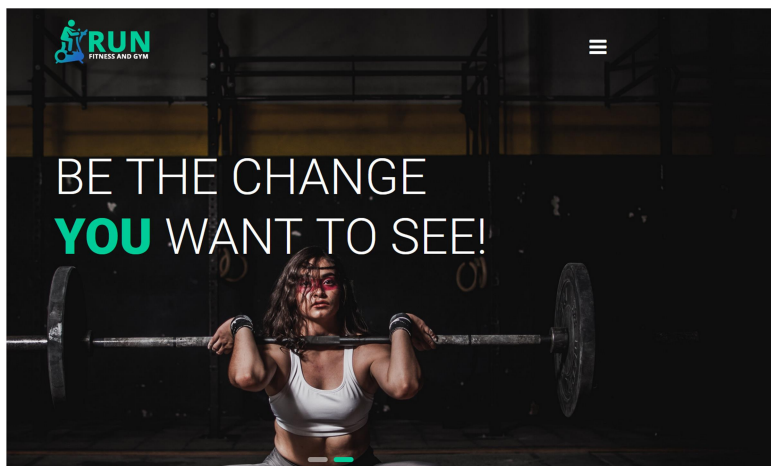 RUN
FITNESS AND GYM
BE THE CHANGE
YOU WANT TO SEE!